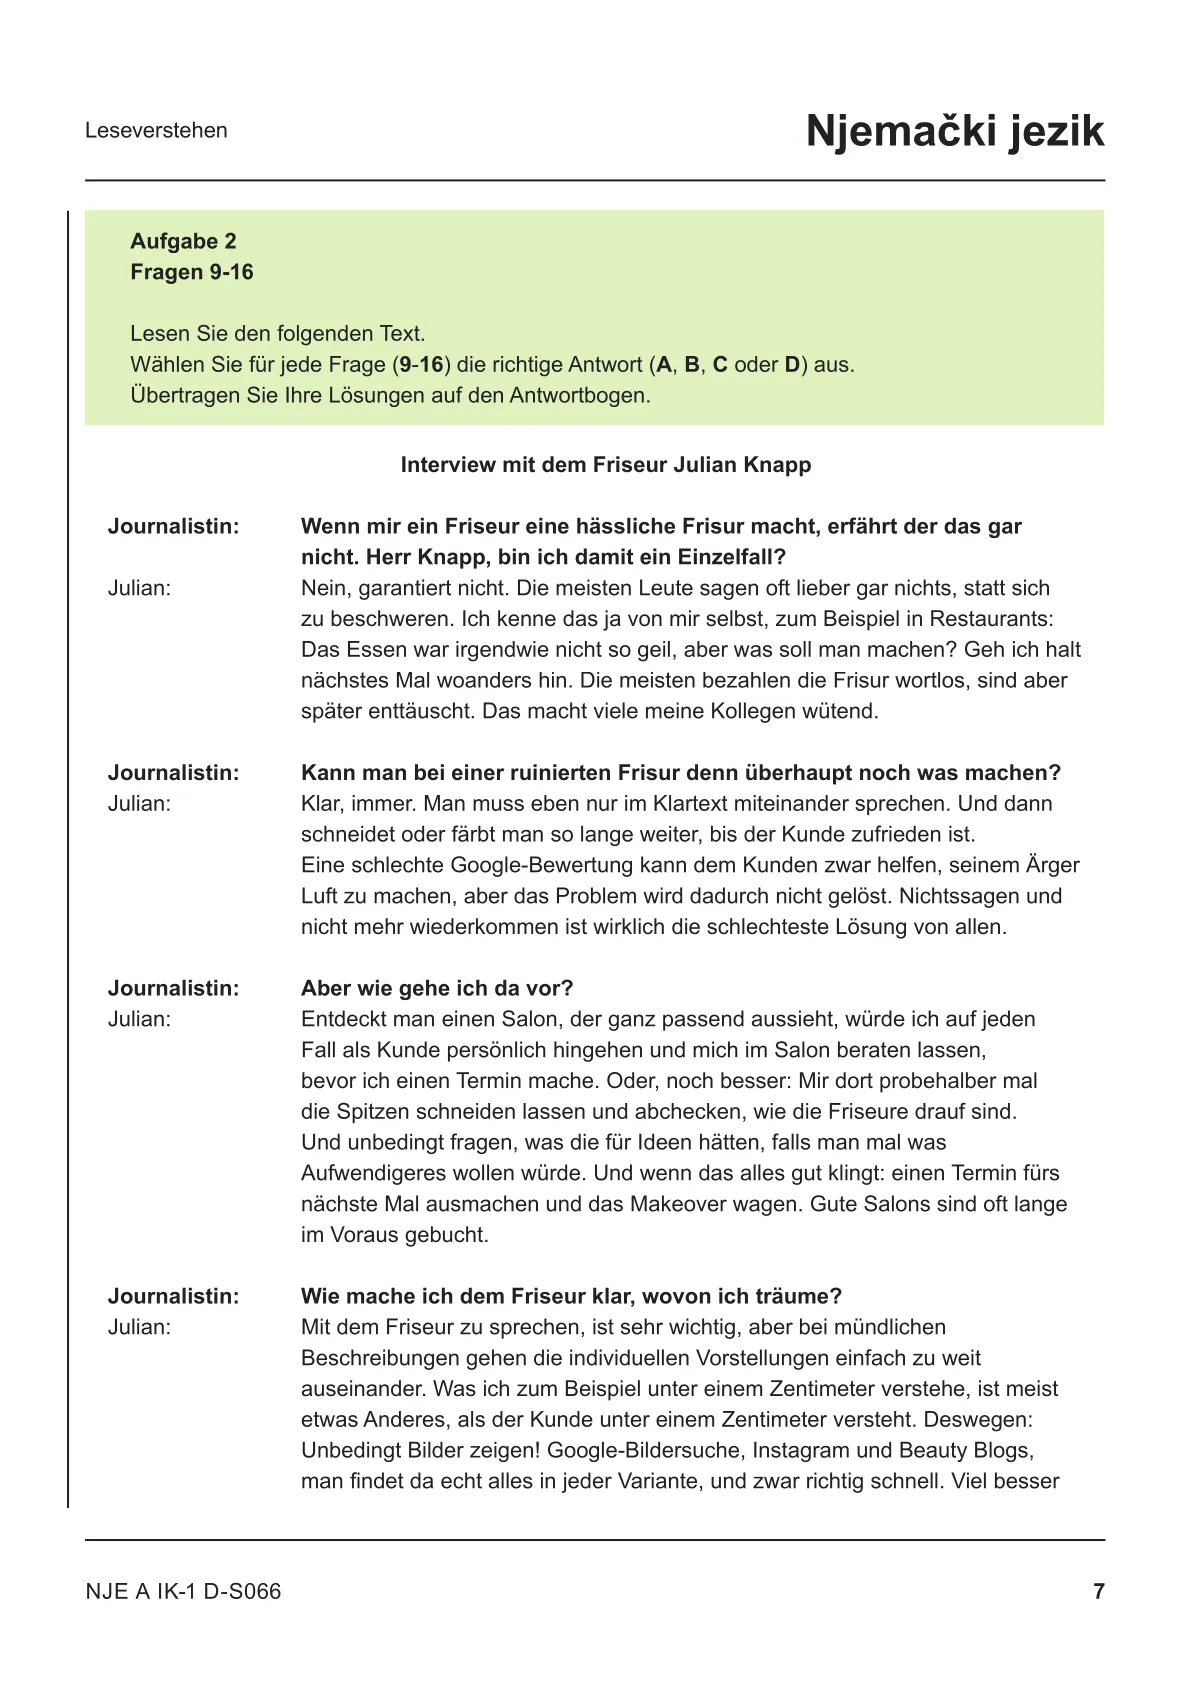 Leseverstehen
Njemački jezik
Aufgabe 2
Fragen 9-16
Lesen Sie den folgenden Text.
Wählen Sie für jede Frage (9-16) die richtige Antwort (A, B, C oder D) aus.
Übertragen Sie Ihre Lösungen auf den Antwortbogen.
Interview mit dem Friseur Julian Knapp
Journalistin: Wenn mir ein Friseur eine hässliche Frisur macht, erfährt der das gar
nicht. Herr Knapp, bin ich damit ein Einzelfall?
Julian: Nein, garantiert nicht. Die meisten Leute sagen oft lieber gar nichts, statt sich
zu beschweren. Ich kenne das ja von mir selbst, zum Beispiel in Restaurants:
Das Essen war irgendwie nicht so geil, aber was soll man machen? Geh ich halt
nächstes Mal woanders hin. Die meisten bezahlen die Frisur wortlos, sind aber
später enttäuscht. Das macht viele meine Kollegen wütend.
Journalistin: Kann man bei einer ruinierten Frisur denn überhaupt noch was machen?
Julian: Klar, immer. Man muss eben nur im Klartext miteinander sprechen. Und dann
schneidet oder färbt man so lange weiter, bis der Kunde zufrieden ist.
Eine schlechte Google-Bewertung kann dem Kunden zwar helfen, seinem Ärger
Luft zu machen, aber das Problem wird dadurch nicht gelöst. Nichtssagen und
nicht mehr wiederkommen ist wirklich die schlechteste Lösung von allen.
Journalistin: Aber wie gehe ich da vor?
Julian: Entdeckt man einen Salon, der ganz passend aussieht, würde ich auf jeden
Fall als Kunde persönlich hingehen und mich im Salon beraten lassen,
bevor ich einen Termin mache. Oder, noch besser: Mir dort probehalber mal
die Spitzen schneiden lassen und abchecken, wie die Friseure drauf sind.
Und unbedingt fragen, was die für Ideen hätten, falls man mal was
Aufwendigeres wollen würde. Und wenn das alles gut klingt: einen Termin fürs
nächste Mal ausmachen und das Makeover wagen. Gute Salons sind oft lange
im Voraus gebucht.
Journalistin: Wie mache ich dem Friseur klar, wovon ich träume?
Julian: Mit dem Friseur zu sprechen, ist sehr wichtig, aber bei mündlichen
Beschreibungen gehen die individuellen Vorstellungen einfach zu weit
auseinander. Was ich zum Beispiel unter einem Zentimeter verstehe, ist meist
etwas Anderes, als der Kunde unter einem Zentimeter versteht. Deswegen:
Unbedingt Bilder zeigen! Google-Bildersuche, Instagram und Beauty Blogs,
man findet da echt alles in jeder Variante, und zwar richtig schnell. Viel besser
NJE A IK-1 D-S066
7